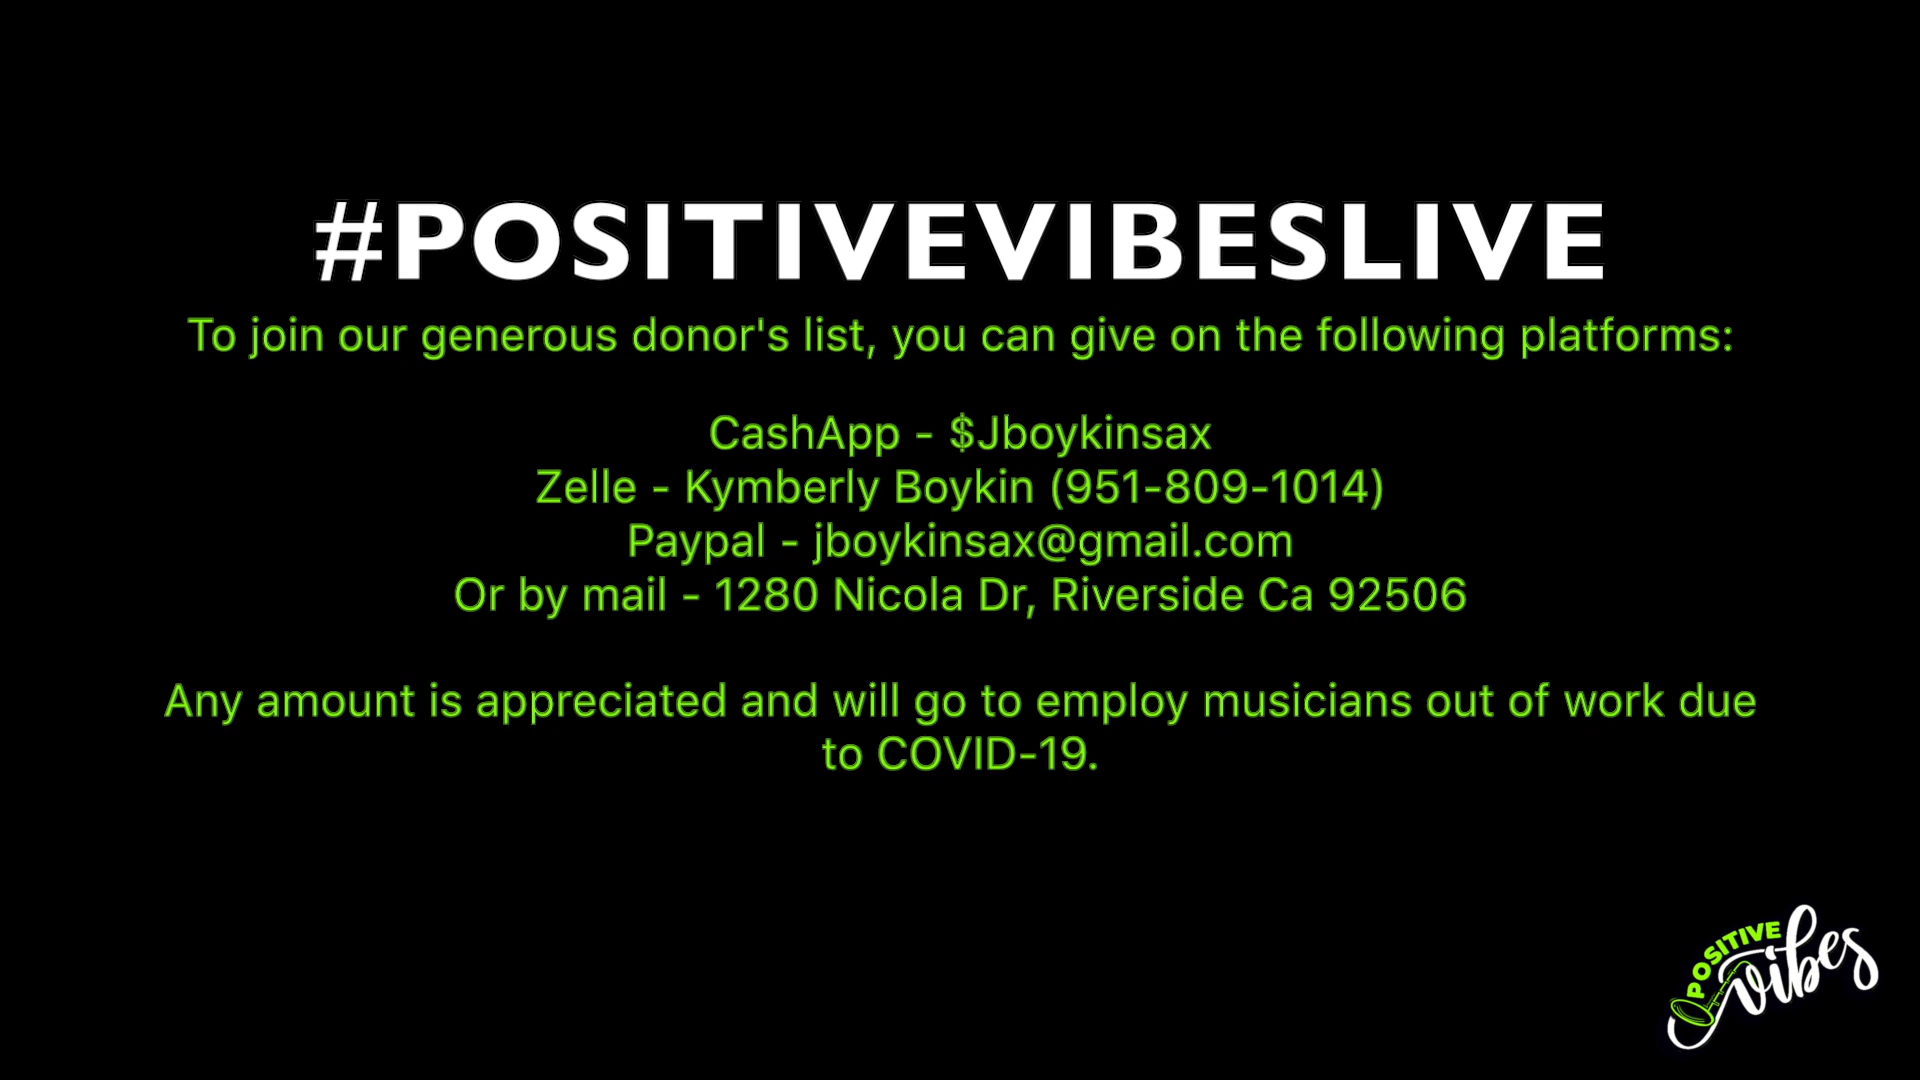 #POSITIVEVIBESLIVE
To join our generous donor's list, you can give on the following platforms:
CashApp - $Jboykinsax
Zelle - Kymberly Boykin (951-809-1014)
Paypal - jboykinsax@gmail.com
Or by mail - 1280 Nicola Dr, Riverside Ca 92506
Any amount is appreciated and will go to employ musicians out of work due
to COVID-19.
POSITIVE
vibes